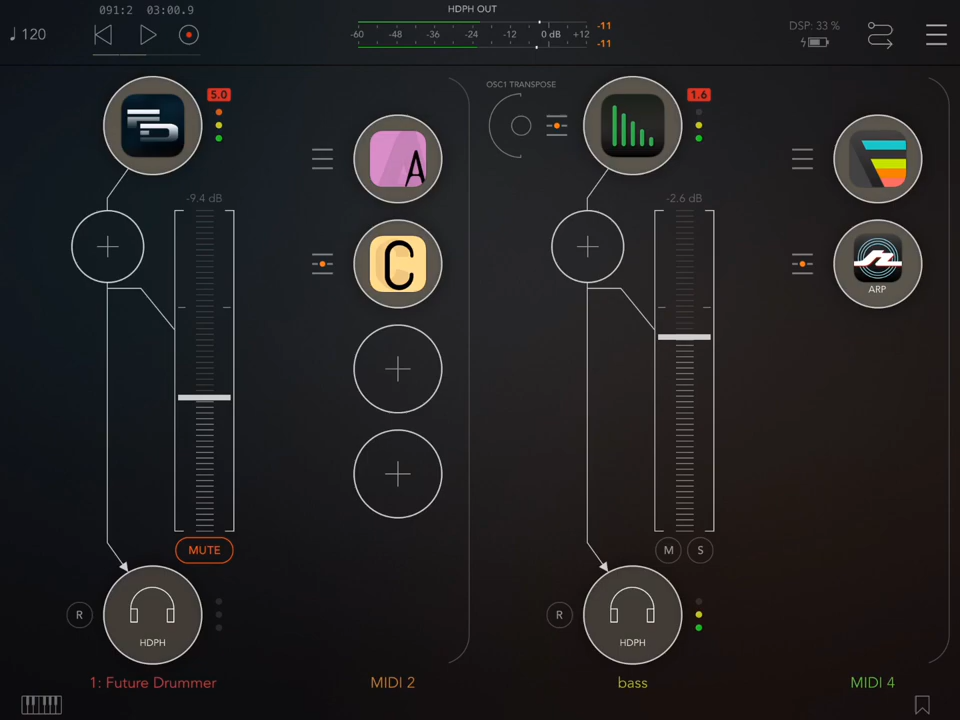 091:2 03:00.9
♩120
HDPH OUT
-60 -48 -36 -24 -12 0 dB +12
-11
-11
DSP: 33 %
5.0
-9.4 dB
MUTE
R
HDPH
1: Future Drummer
A
C
MIDI 2
OSC1 TRANSPOSE
1.6
-2.6 dB
M S
R
HDPH
bass
ARP
MIDI 4